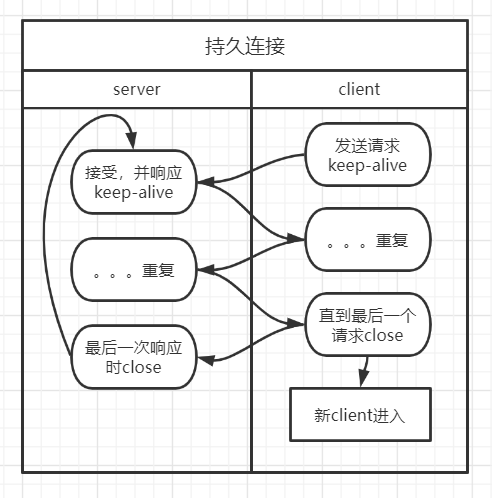 持久连接
server
client
发送请求
keep-alive
接受，并响应
keep-alive
。。。重复
。。。重复
直到最后一个
请求close
最后一次响应
时close
新client进入